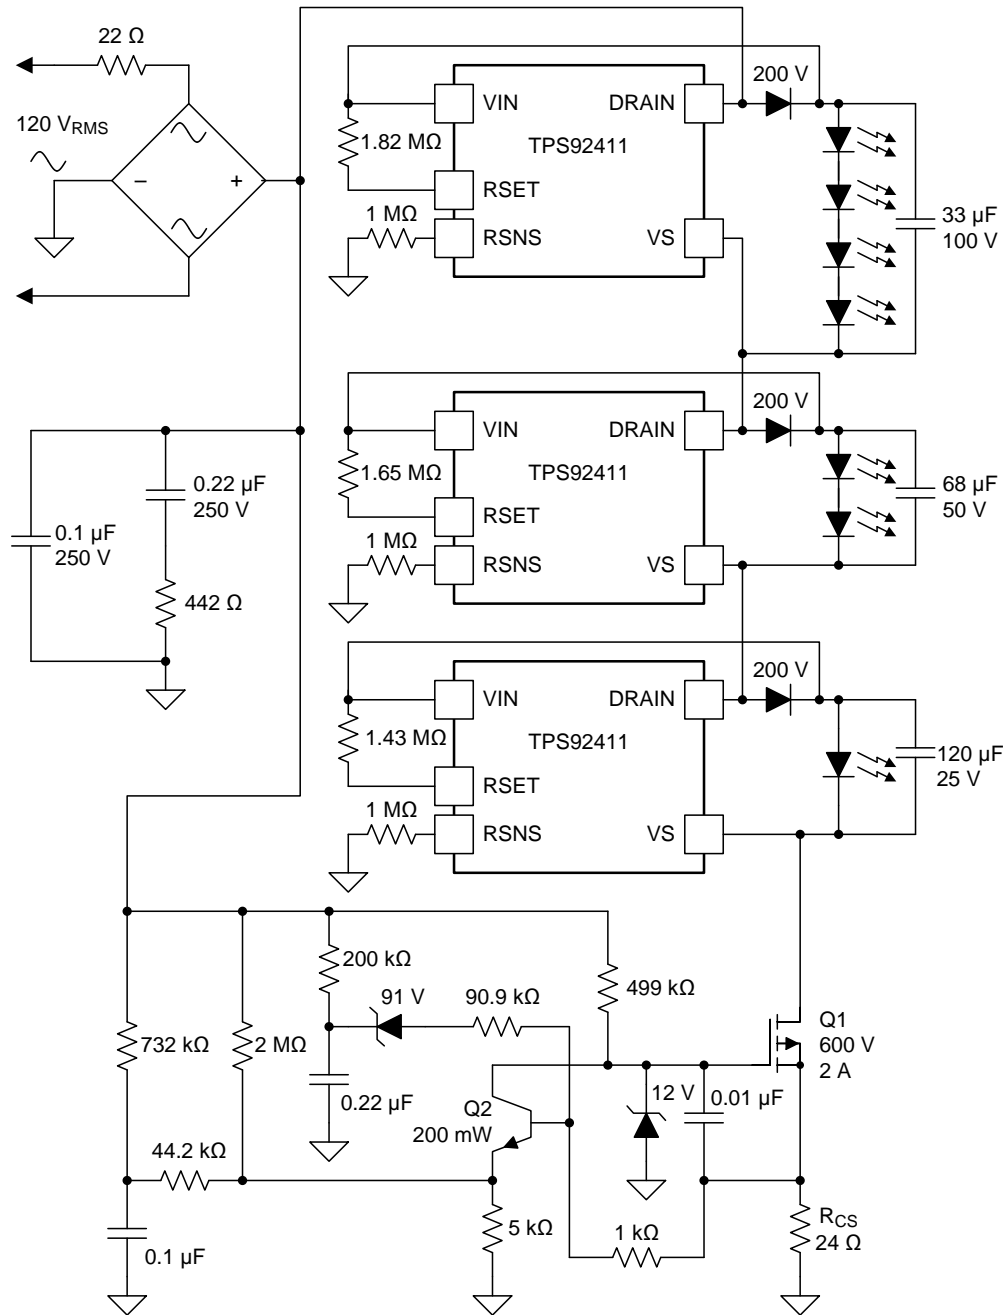 22 Ω
120 VRMS
−
+
200 V
VIN
DRAIN
1.82 MΩ
TPS92411
RSET
1 MΩ
RSNS
VS
33 µF
100 V
200 V
VIN
DRAIN
1.65 MΩ
TPS92411
RSET
1 MΩ
RSNS
VS
68 µF
50 V
0.22 µF
250 V
0.1 µF
250 V
442 Ω
200 V
VIN
DRAIN
1.43 MΩ
TPS92411
RSET
1 MΩ
RSNS
VS
120 µF
25 V
200 kΩ
91 V
90.9 kΩ
499 kΩ
732 kΩ
2 MΩ
Q1
600 V
2 A
0.22 µF
Q2
200 mW
12 V
0.01 µF
44.2 kΩ
5 kΩ
1 kΩ
RCS
24 Ω
0.1 µF